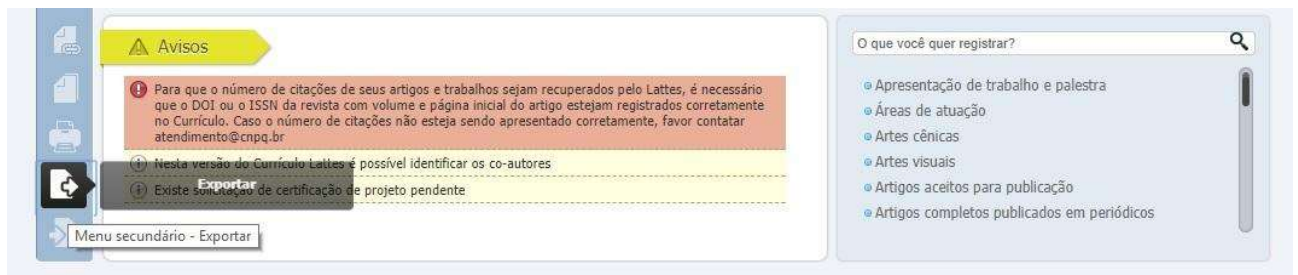 Avisos
Para que o número de citações de seus artigos e trabalhos sejam recuperados pelo Lattes, é necessário
que o DOI ou o ISSN da revista com volume e página inicial do artigo estejam registrados corretamente
no Currículo. Caso o número de citações não esteja sendo apresentado corretamente, favor contatar
atendimento@cnpq.br
Nesta versão do Currículo Lattes é possível identificar os co-autores
Existe solicitação de certificação de projeto pendente
Exportar
Menu secundário - Exportar
O que você quer registrar?
Apresentação de trabalho e palestra
Áreas de atuação
Artes cênicas
Artes visuais
Artigos aceitos para publicação
Artigos completos publicados em periódicos